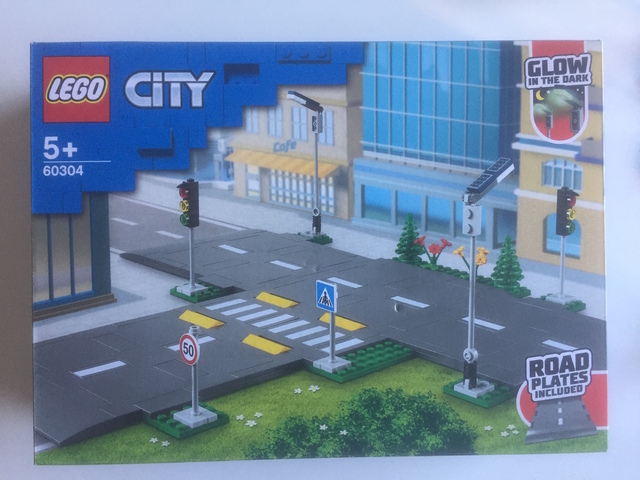 LEGO
CITY
5+
60304
GLOW
IN THE DARK
Cafe
50
ROAD
PLATES
INCLUDED